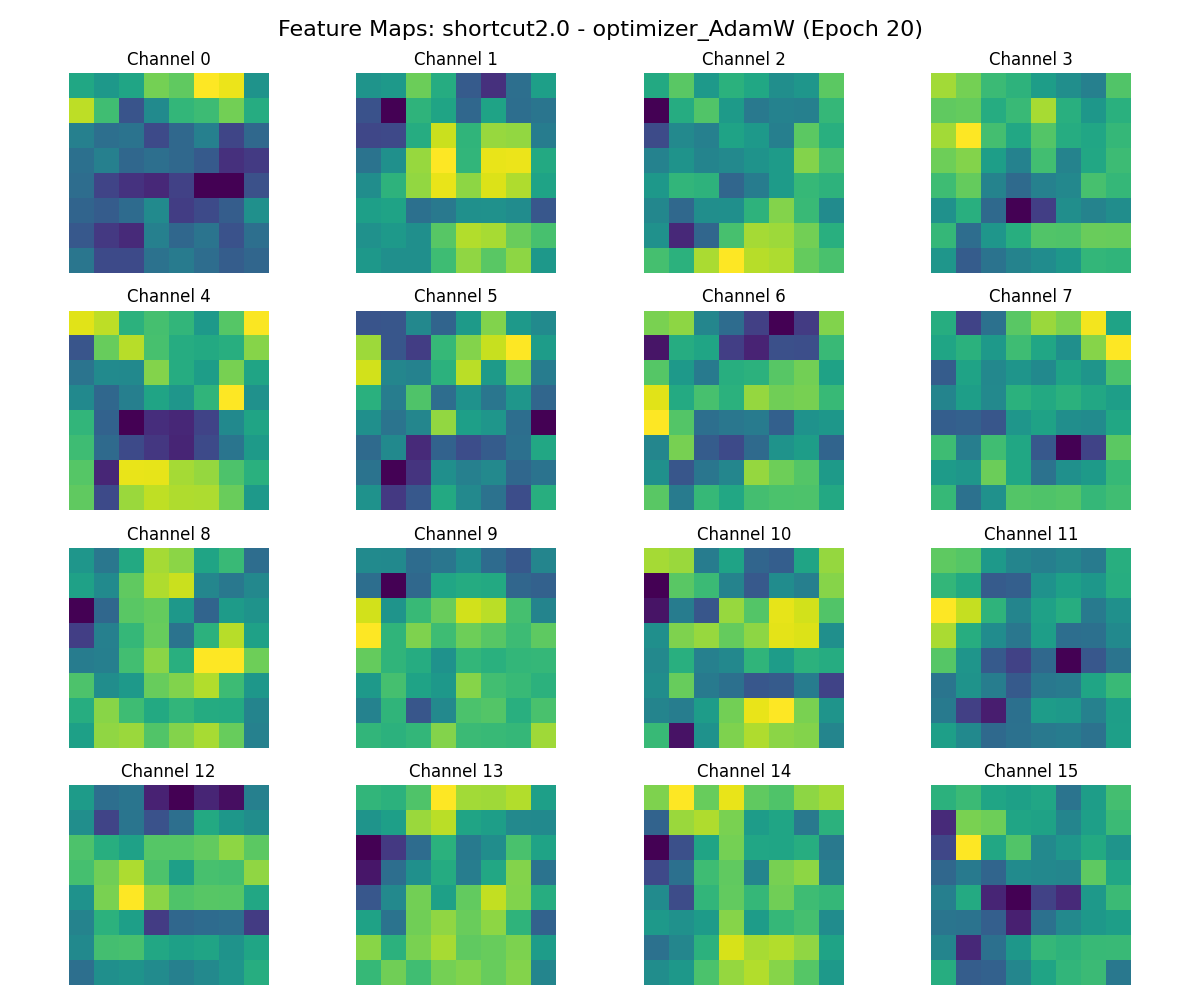 Feature Maps: shortcut2.0 - optimizer_AdamW (Epoch 20)
Channel 0 Channel 1 Channel 2 Channel 3
Channel 4 Channel 5 Channel 6 Channel 7
Channel 8 Channel 9 Channel 10 Channel 11
Channel 12 Channel 13 Channel 14 Channel 15